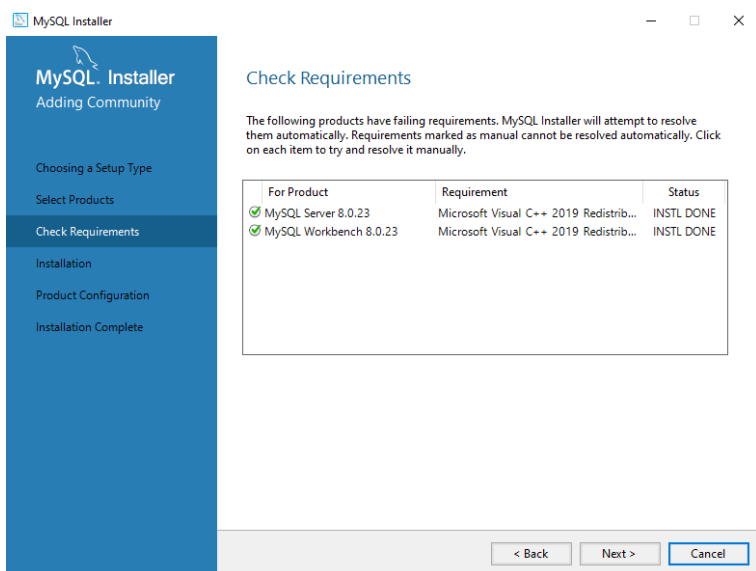 MySQL Installer
MySQL. Installer
Adding Community
Choosing a Setup Type
Select Products
Check Requirements
Installation
Product Configuration
Installation Complete
Check Requirements
The following products have failing requirements. MySQL Installer will attempt to resolve
them automatically. Requirements marked as manual cannot be resolved automatically. Click
on each item to try and resolve it manually.
For Product Requirement Status
MySQL Server 8.0.23 Microsoft Visual C++ 2019 Redistrib... INSTL DONE
MySQL Workbench 8.0.23 Microsoft Visual C++ 2019 Redistrib... INSTL DONE
< Back Next > Cancel